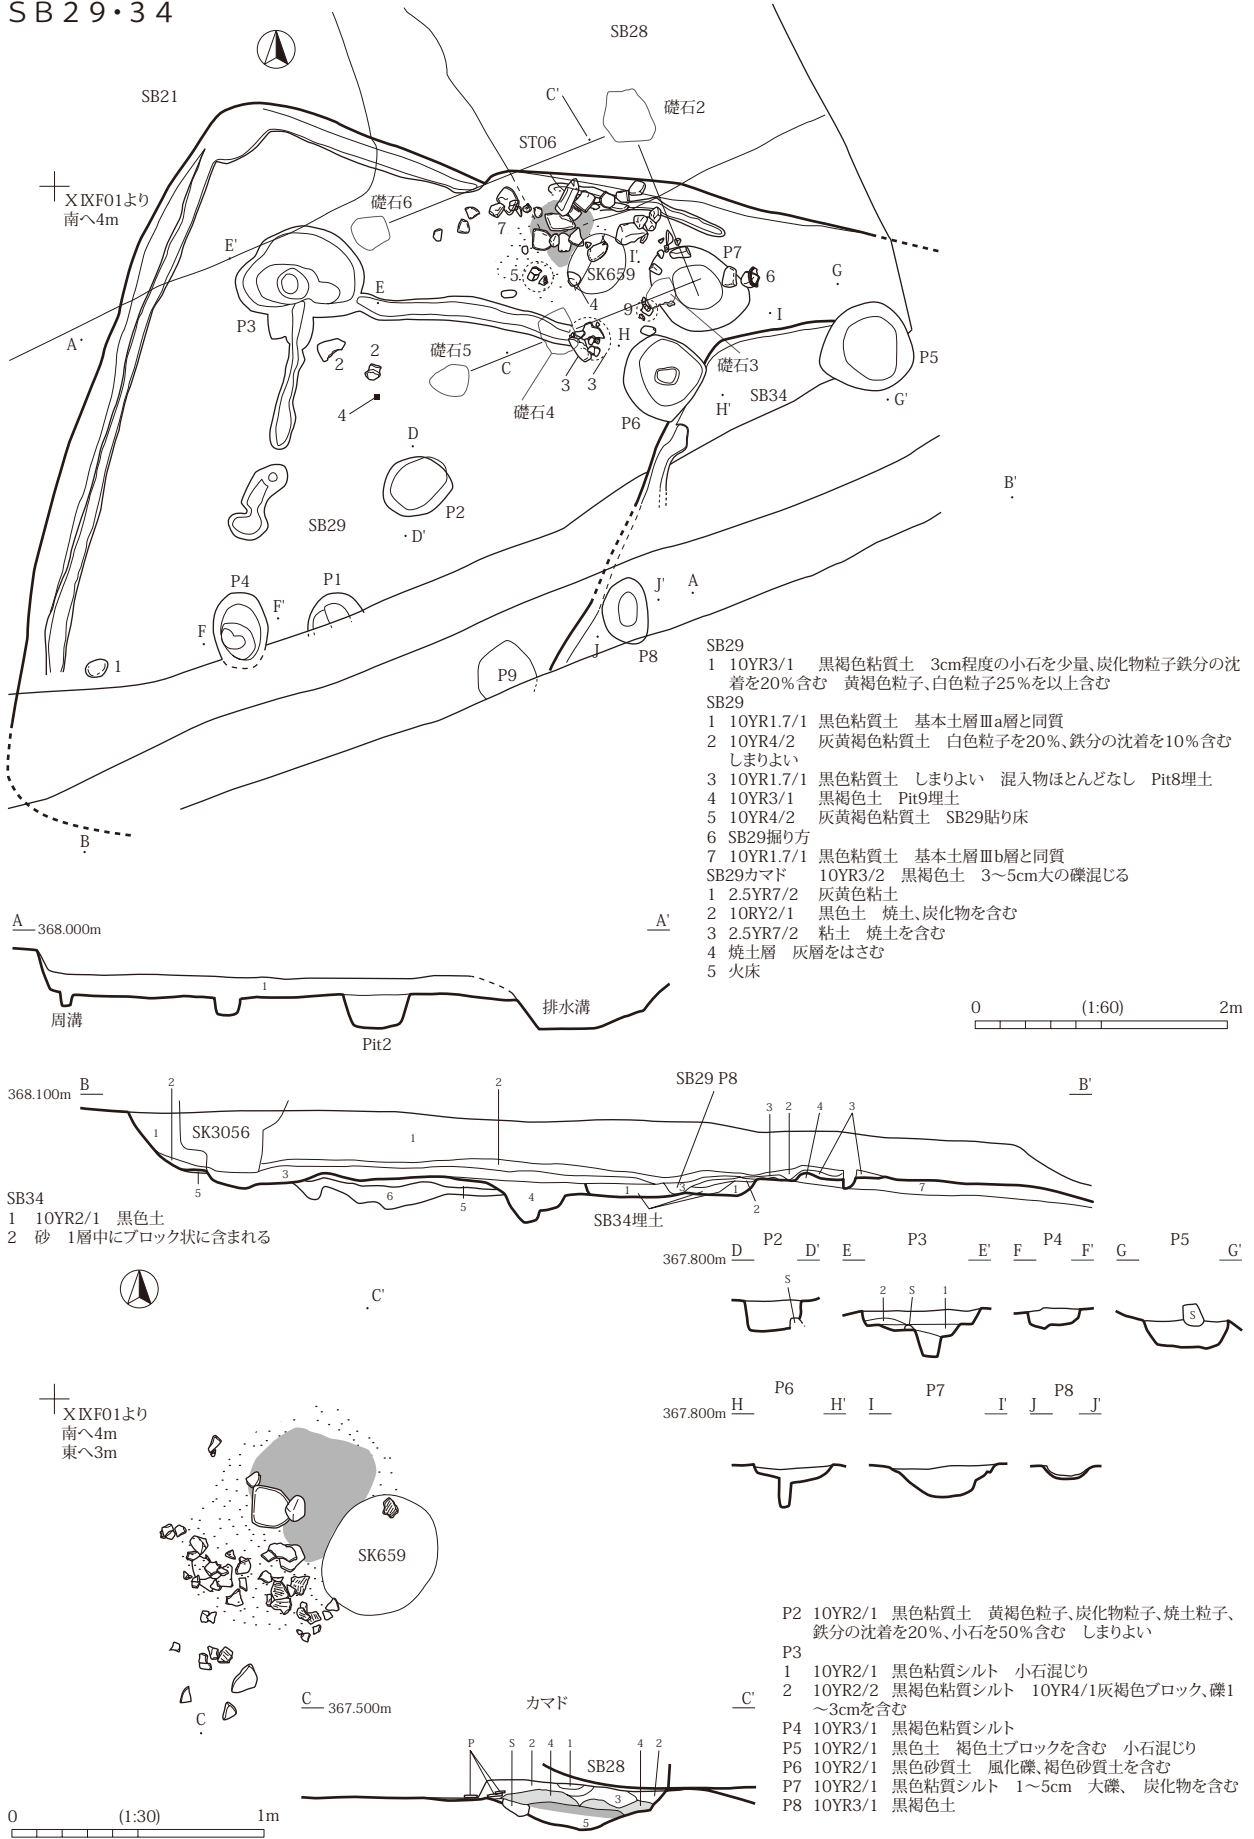 SB29・34
SB28
SB21
C'
礎石2
ST06
ⅩⅨF01より
南へ4m
礎石6
7
E'
I'
P7
SK659
5
6
G
E
4
9
I
P3
H
A'
礎石5
2
2
C
3
3
礎石3
P5
礎石4
H'
SB34
G'
4
P6
D
B'
P2
SB29
D'
P4
P1
F'
J'
A
F
J
P8
1
P9
B
SB29
1 10YR3/1 黒褐色粘質土 3cm程度の小石を少量、炭化物粒子鉄分の沈
着を20％含む 黄褐色粒子、白色粒子25％を以上含む
SB29
1 10YR1.7/1 黒色粘質土 基本土層Ⅲa層と同質
2 10YR4/2 灰黄褐色粘質土 白色粒子を20％、鉄分の沈着を10％含む
しまりよい
3 10YR1.7/1 黒色粘質土 しまりよい 混入物ほとんどなし Pit8埋土
4 10YR3/1 黒褐色土 Pit9埋土
5 10YR4/2 灰黄褐色粘質土 SB29貼り床
6 SB29掘り方
7 10YR1.7/1 黒色粘質土 基本土層Ⅲb層と同質
SB29カマド 10YR3/2 黒褐色土 3～5cm大の礫混じる
1 2.5YR7/2 灰黄色粘土
2 10RY2/1 黒色土 焼土、炭化物を含む
3 2.5YR7/2 粘土 焼土を含む
4 焼土層 灰層をはさむ
5 火床
A 368.000m A'
1
周溝
Pit2
排水溝
0 (1:60) 2m
368.100m B B'
2 2 SB29 P8 3 2 4 3
1 SK3056 1
5 3 6 5 4 1 3 1 2 7
SB34埋土
SB34
1 10YR2/1 黒色土
2 砂 1層中にブロック状に含まれる
P2 P3 P4 P5
367.800m D D' E E' F F' G G'
S 2 S 1 S
P6 P7 P8
367.800m H H' I I' J J'
C'
ⅩⅨF01より
南へ4m
東へ3m
SK659
C
C 367.500m カマド C'
P S 2 4 1 4 2
SB28
3
5
0 (1:30) 1m
P2 10YR2/1 黒色粘質土 黄褐色粒子、炭化物粒子、焼土粒子、
鉄分の沈着を20％、小石を50％含む しまりよい
P3
1 10YR2/1 黒色粘質シルト 小石混じり
2 10YR2/2 黒褐色粘質シルト 10YR4/1灰褐色ブロック、礫1
～3cmを含む
P4 10YR3/1 黒褐色粘質シルト
P5 10YR2/1 黒色土 褐色土ブロックを含む 小石混じり
P6 10YR2/1 黒色砂質土 風化礫、褐色砂質土を含む
P7 10YR2/1 黒色粘質シルト 1～5cm 大礫、 炭化物を含む
P8 10YR3/1 黒褐色土